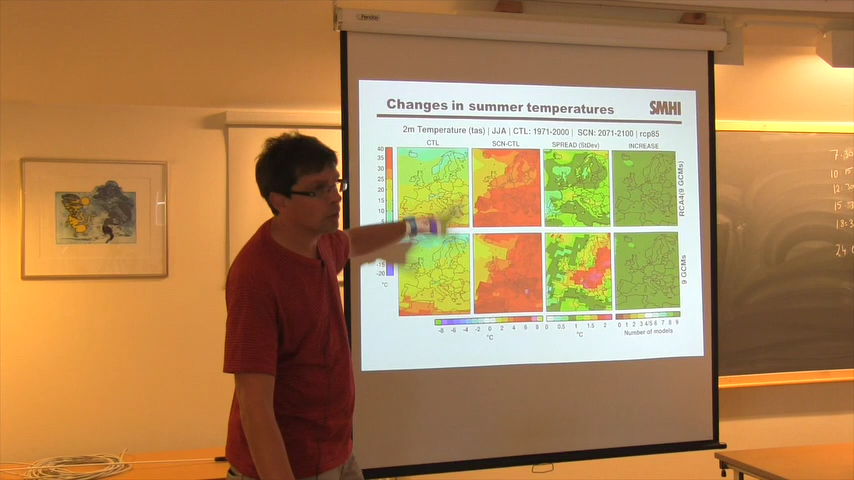 Changes in summer temperatures
SMHI
2m Temperature (tas) | JJA | CTL: 1971-2000 | SCN: 2071-2100 | rcp85
CTL SCN-CTL SPREAD (StDev) INCREASE
40
35
30
25
20
15
10
5
RCA4(9 GCMs)
-20
°C
9 GCMs
-8 -6 -4 -2 0 2 4 6 8
°C
0 0.5 1 1.5 2
°C
0 1 2 3 4/5 6 7 8 9
Number of models